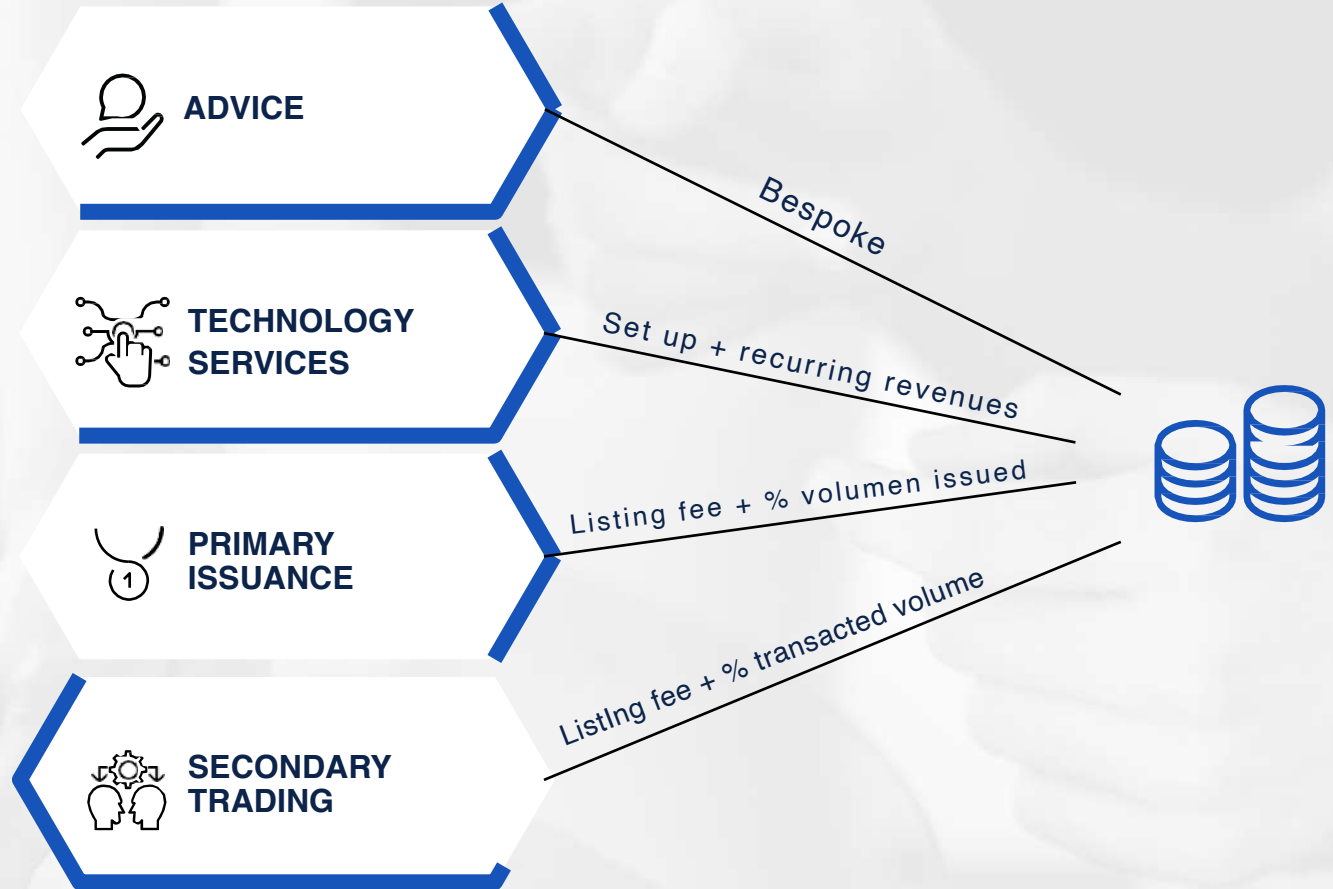 ADVICE
Bespoke
TECHNOLOGY
SERVICES
Set up + recurring revenues
PRIMARY
ISSUANCE
1
Listing fee + % volumen issued
SECONDARY
TRADING
ListIng fee + % transacted volume